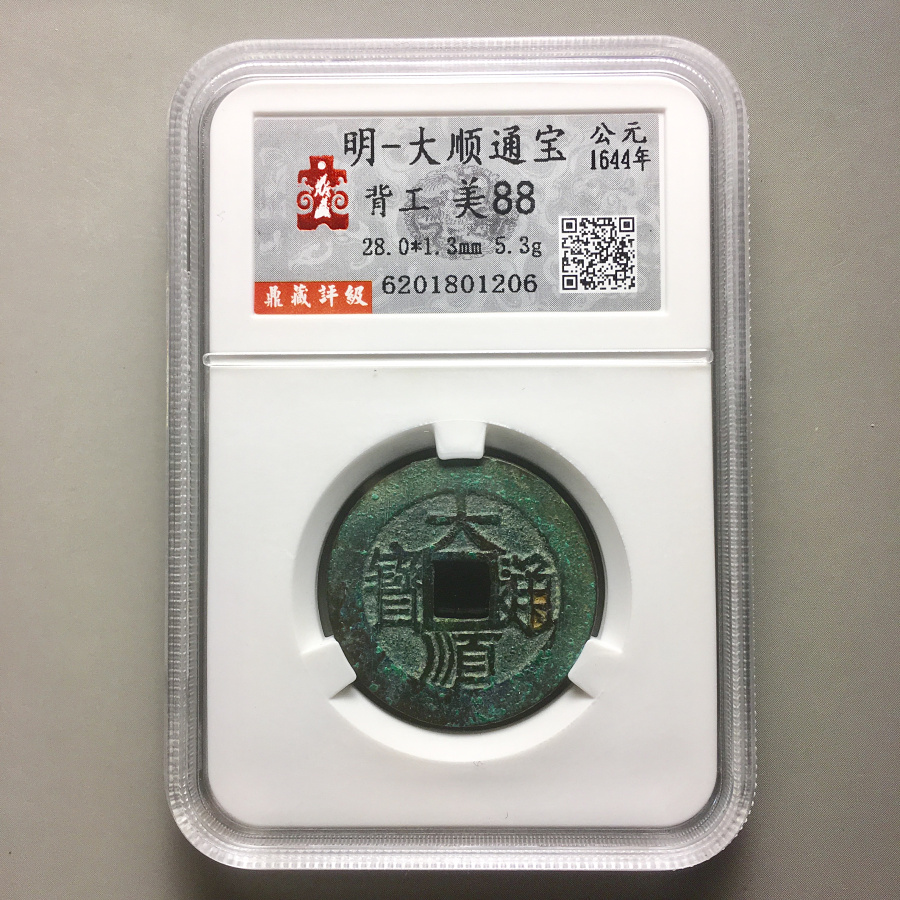 明-大顺通宝
公元
1644年
背工 美88
28.0*1.3mm 5.3g
鼎藏評級
6201801206
大
順
通
寶